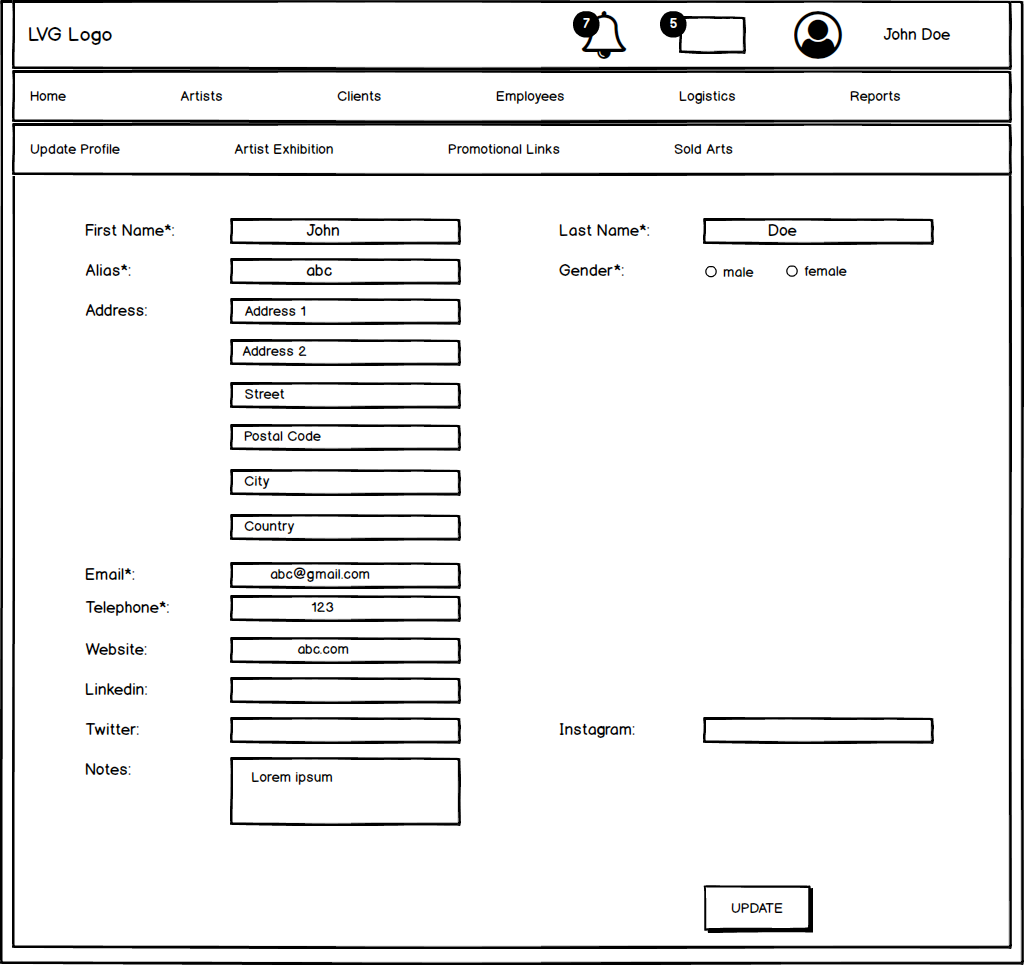 LVG Logo 7 5 John Doe
Home Artists Clients Employees Logistics Reports
Update Profile Artist Exhibition Promotional Links Sold Arts
First Name*: John Last Name*: Doe
Alias*: abc Gender*: male female
Address: Address 1
Address 2
Street
Postal Code
City
Country
Email*: abc@gmail.com
Telephone*: 123
Website: abc.com
Linkedin:
Twitter: Instagram:
Notes: Lorem ipsum
UPDATE